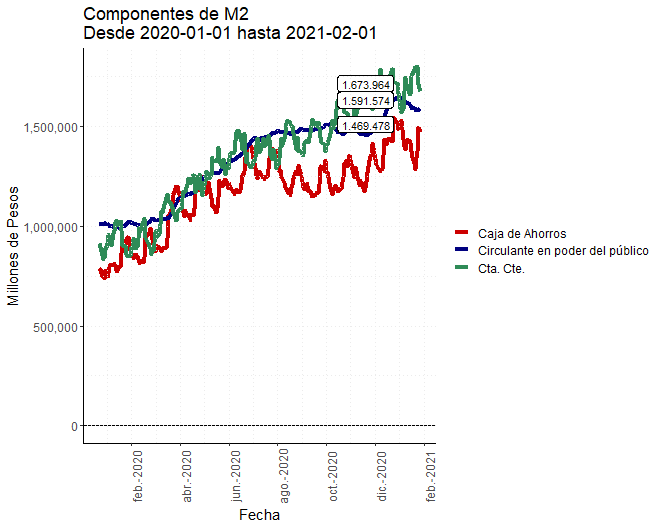 Componentes de M2
Desde 2020-01-01 hasta 2021-02-01
Millones de Pesos
1,500,000
1,000,000
500,000
0
1.673.964
1.591.574
1.469.478
feb.-2020
abr.-2020
jun.-2020
ago.-2020
oct.-2020
dic.-2020
feb.-2021
Fecha
Caja de Ahorros
Circulante en poder del público
Cta. Cte.